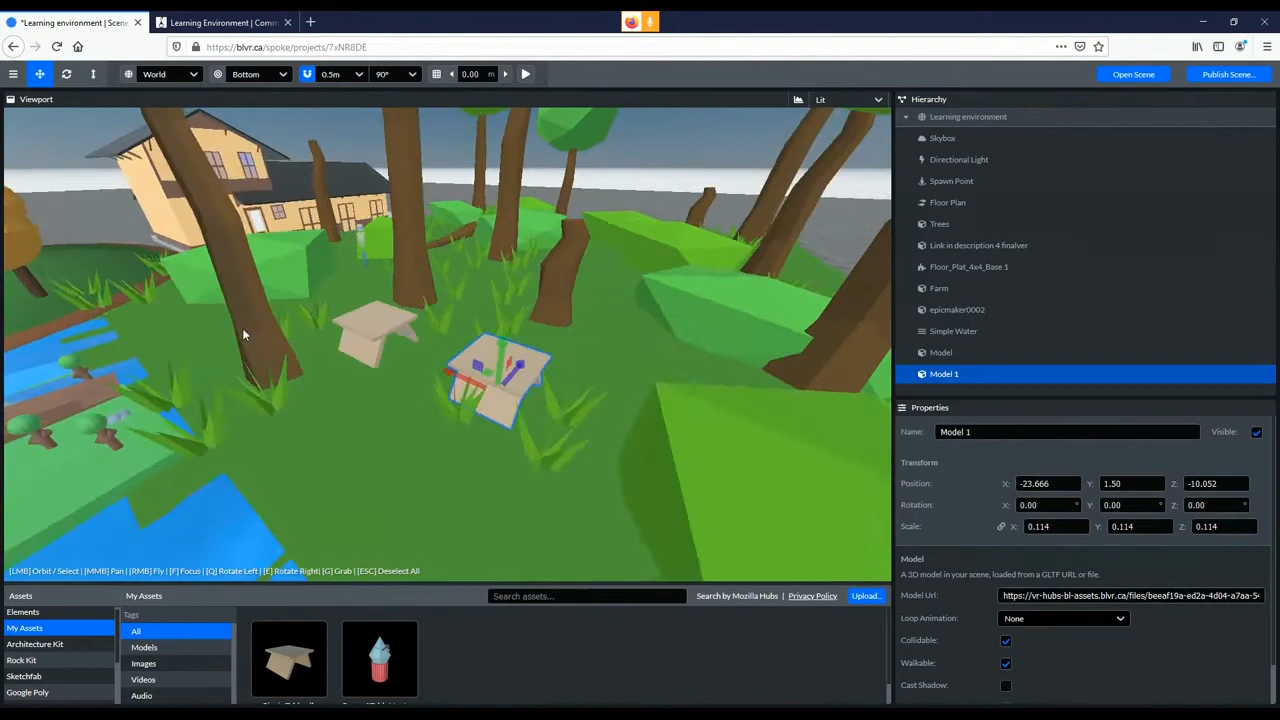 *Learning environment | Scene
Learning Environment | Comm
https://blvr.ca/spoke/projects/7xNR8DE
World
Bottom
0.5m
90°
0.00 m
Open Scene
Publish Scene...
Viewport
Lit
Hierarchy
Learning environment
Skybox
Directional Light
Spawn Point
Floor Plan
Trees
Link in description 4 finalver
Floor_Plat_4x4_Base 1
Farm
epicmaker0002
Simple Water
Model
Model 1
Properties
Name: Model 1 Visible:
Transform
Position: X: -23.666 Y: 1.50 Z: -10.052
Rotation: X: 0.00 ° Y: 0.00 ° Z: 0.00 °
Scale: X: 0.114 Y: 0.114 Z: 0.114
Model
A 3D model in your scene, loaded from a GLTF URL or file.
Model Url: https://vr-hubs-bl-assets.blvr.ca/files/beeaf19a-ed2a-4d04-a7aa-5
Loop Animation: None
Collidable:
Walkable:
Cast Shadow:
[LMB] Orbit / Select | [MMB] Pan | [RMB] Fly | [F] Focus | [Q] Rotate Left | [E] Rotate Right| [G] Grab | [ESC] Deselect All
Assets
My Assets
Search assets...
Search by Mozilla Hubs | Privacy Policy
Upload...
Elements
My Assets
Architecture Kit
Rock Kit
Sketchfab
Google Poly
Tags
All
Models
Images
Videos
Audio